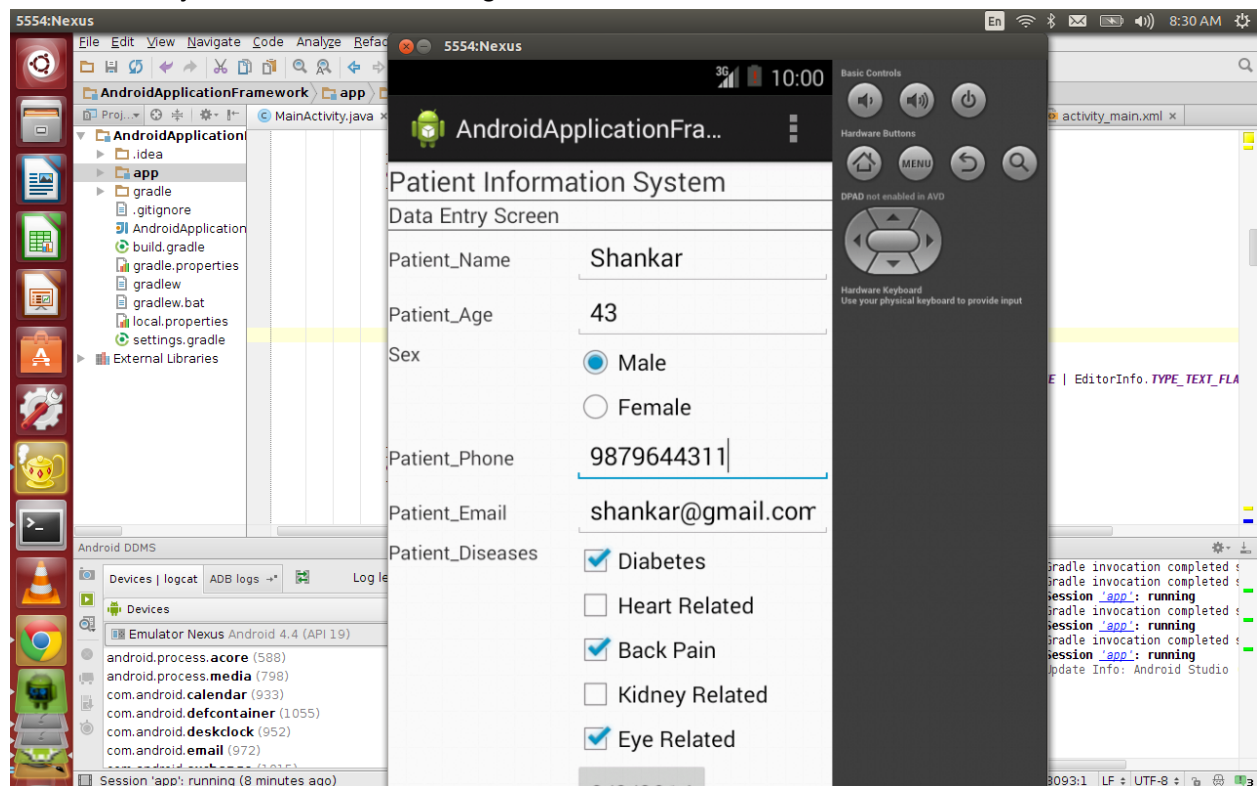 5554:Nexus
En
8:30 AM
File Edit View Navigate Code Analyze Refac
5554:Nexus
AndroidApplicationFramework app
Proj...
MainActivity.java
activity_main.xml
AndroidApplication
.idea
app
gradle
.gitignore
AndroidApplication
build.gradle
gradle.properties
gradlew
gradlew.bat
local.properties
settings.gradle
External Libraries
3G
10:00
AndroidApplicationFra...
Patient Information System
Data Entry Screen
Patient_Name Shankar
Patient_Age 43
Sex
Male
Female
Patient_Phone 9879644311
Patient_Email shankar@gmail.com
Patient_Diseases
Diabetes
Heart Related
Back Pain
Kidney Related
Eye Related
Basic Controls
Hardware Buttons
MENU
DPAD not enabled in AVD
Hardware Keyboard
Use your physical keyboard to provide input
E | EditorInfo.TYPE_TEXT_FLA
Android DDMS
Devices | logcat ADB logs Log le
Devices
Emulator Nexus Android 4.4 (API 19)
android.process.acore (588)
android.process.media (798)
com.android.calendar (933)
com.android.defcontainer (1055)
com.android.deskclock (952)
com.android.email (972)
Gradle invocation completed s
Gradle invocation completed s
Session 'app': running
Gradle invocation completed s
Session 'app': running
Gradle invocation completed s
Session 'app': running
Update Info: Android Studio
Session 'app': running (8 minutes ago)
3093:1 LF UTF-8
3